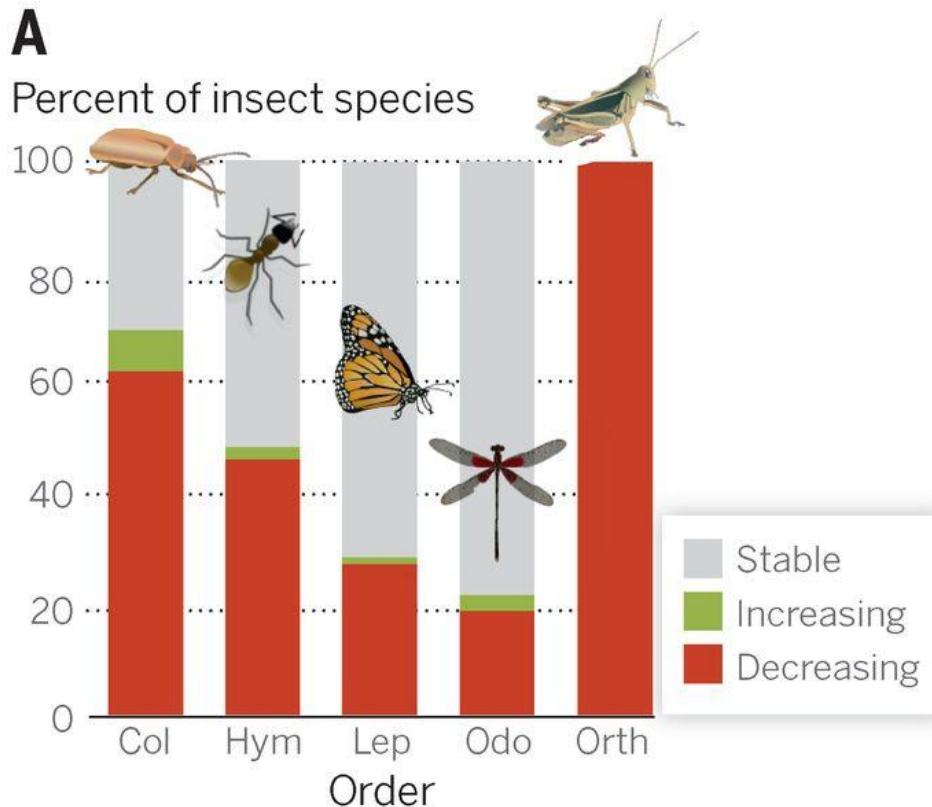 A
Percent of insect species
100
80
60
40
20
0
Col Hym Lep Odo Orth
Order
Stable
Increasing
Decreasing